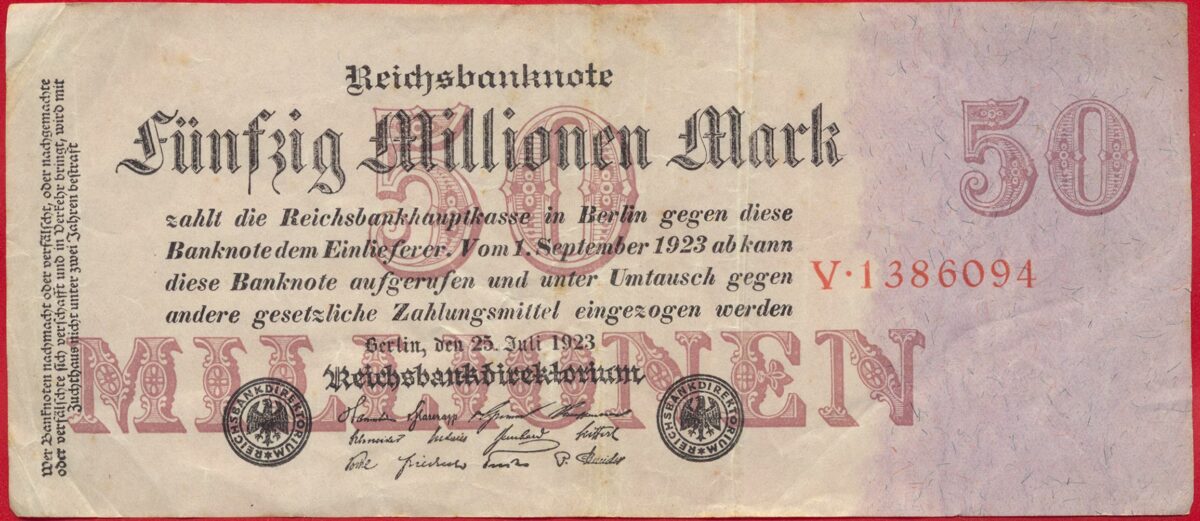 Reichsbanknote
50
Fünfzig Millionen Mark
50
zahlt die Reichsbankhauptkasse in Berlin gegen diese
Banknote dem Einlieferer. Vom 1. September 1923 ab kann
diese Banknote aufgerufen und unter Umtausch gegen
andere gesetzliche Zahlungsmittel eingezogen werden
V·1386094
MILLIONEN
Berlin, den 25. Juli 1923
Reichsbankdirektorium
REICHSBANKDIREKTORIUM
REICHSBANKDIREKTORIUM
Wer Banknoten nachmacht oder verfälscht, oder nachgemachte
oder verfälschte sich verschafft und in Verkehr bringt, wird mit
Zuchthaus nicht unter zwei Jahren bestraft